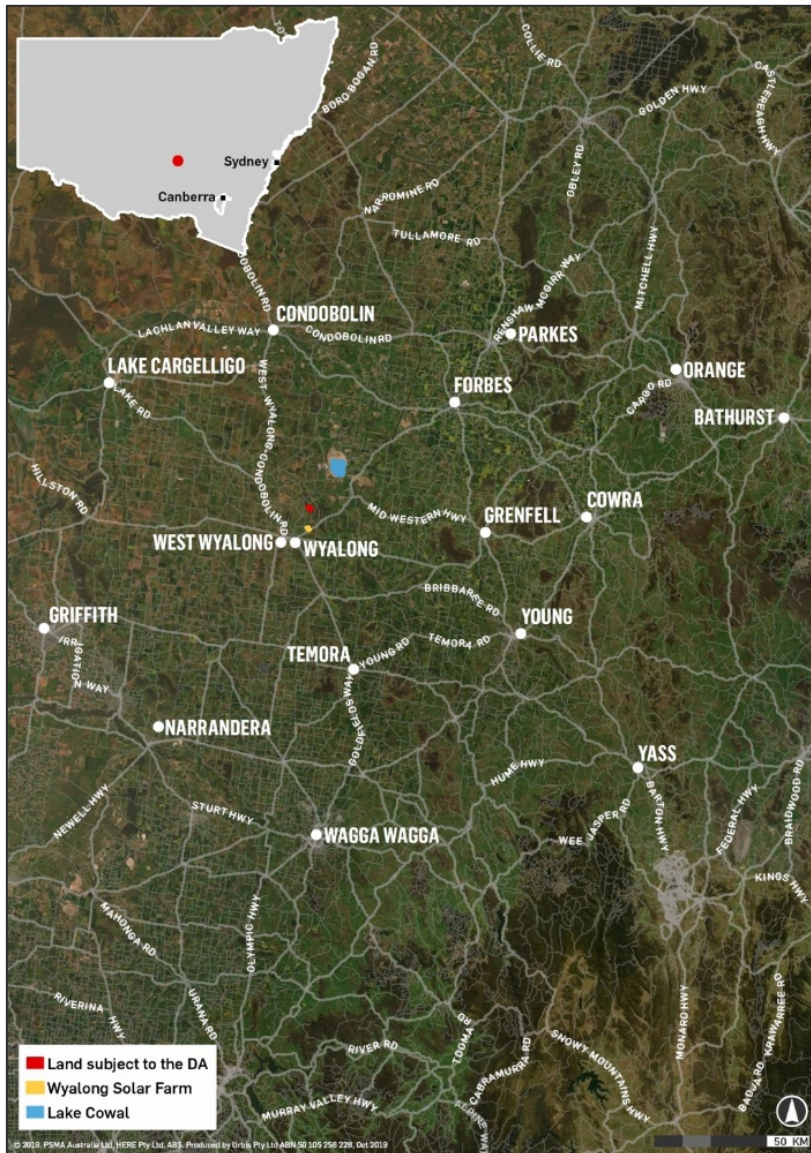 COLLIE RD
BORO BOGAN RD
GOLDEN HWY
CASTLEREAGH HWY
Sydney
Canberra
OBLEY RD
NARROMINE RD
TULLAMORE RD
MITCHELL HWY
RENSHAW MCGIRR WAY
CONDOBOLIN
LACHLAN VALLEY WAY
CONDOBOLIN RD
PARKES
LAKE CARGELLIGO
LAKE RD
WEST WYALONG-CONDOBOLIN RD
FORBES
CARGO RD
ORANGE
BATHURST
HILLSTON RD
MID WESTERN HWY
GRENFELL
COWRA
WEST WYALONG
WYALONG
BRIBBAREE RD
GRIFFITH
IRRIGATION WAY
TEMORA
YOUNG RD
TEMORA RD
YOUNG
GOLDFIELDS WAY
NARRANDERA
HUME HWY
YASS
NEWELL HWY
STURT HWY
WAGGA WAGGA
WEE JASPER RD
BARTON HWY
FEDERAL HWY
BRAIDWOOD RD
KINGS HWY
MAHONGA RD
OLYMPIC HWY
RIVERINA HWY
URANA RD
RIVER RD
TOOMA RD
CABRAMURRA RD
SNOWY MOUNTAINS HWY
MONARO HWY
BADJA RD
KRAWARREE RD
MURRAY VALLEY HWY
ALPINE WAY
Land subject to the DA
Wyalong Solar Farm
Lake Cowal
50 KM
© 2019. PSMA Australia Ltd, HERE Pty Ltd. ABS. Produced by Urbis Pty Ltd ABN 50 105 256 228, Oct 2019